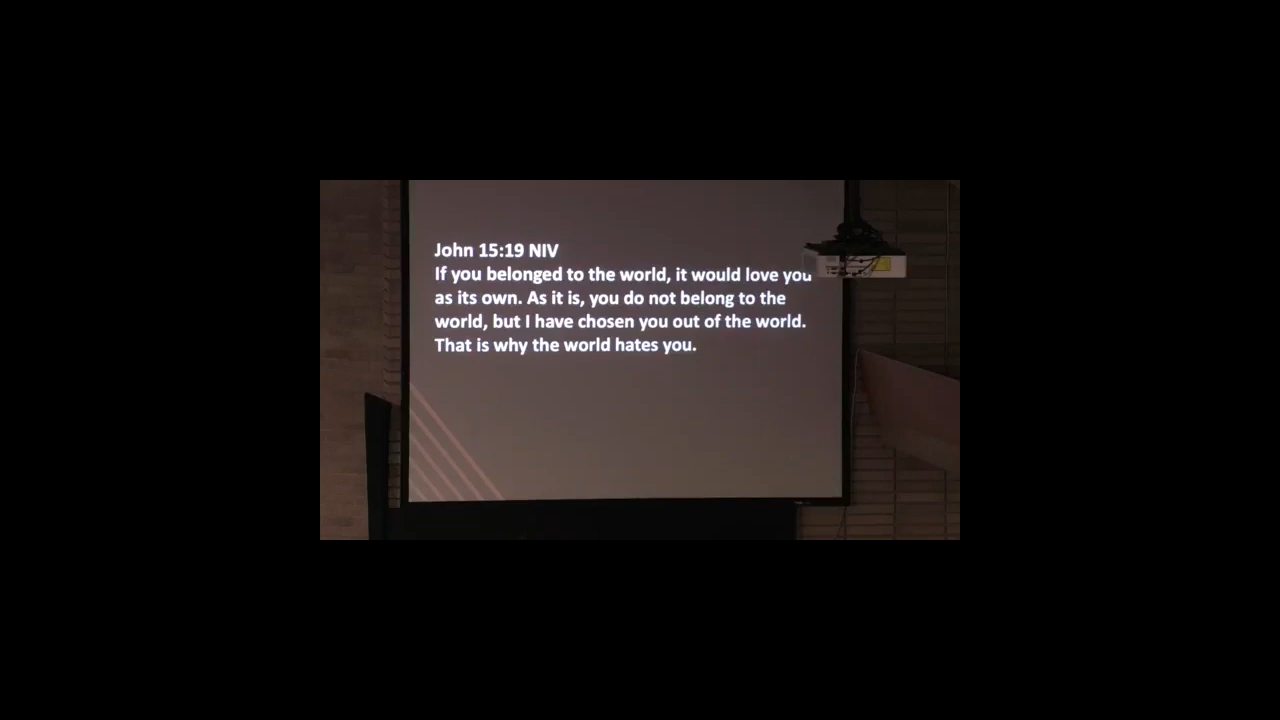 John 15:19 NIV
If you belonged to the world, it would love you
as its own. As it is, you do not belong to the
world, but I have chosen you out of the world.
That is why the world hates you.